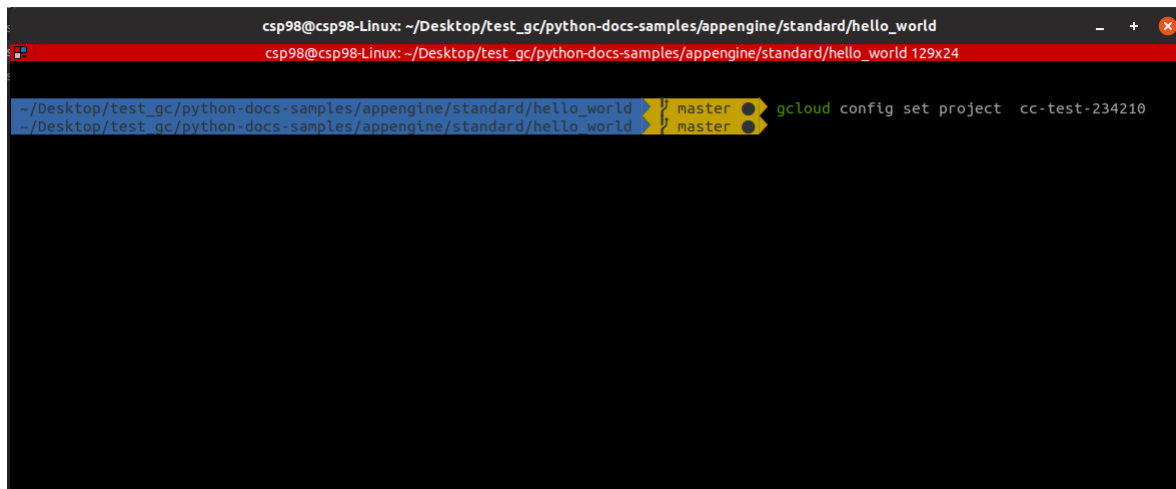 csp98@csp98-Linux: ~/Desktop/test_gc/python-docs-samples/appengine/standard/hello_world
csp98@csp98-Linux: ~/Desktop/test_gc/python-docs-samples/appengine/standard/hello_world 129x24
~/Desktop/test_gc/python-docs-samples/appengine/standard/hello_world master ● gcloud config set project  cc-test-234210
~/Desktop/test_gc/python-docs-samples/appengine/standard/hello_world master ●